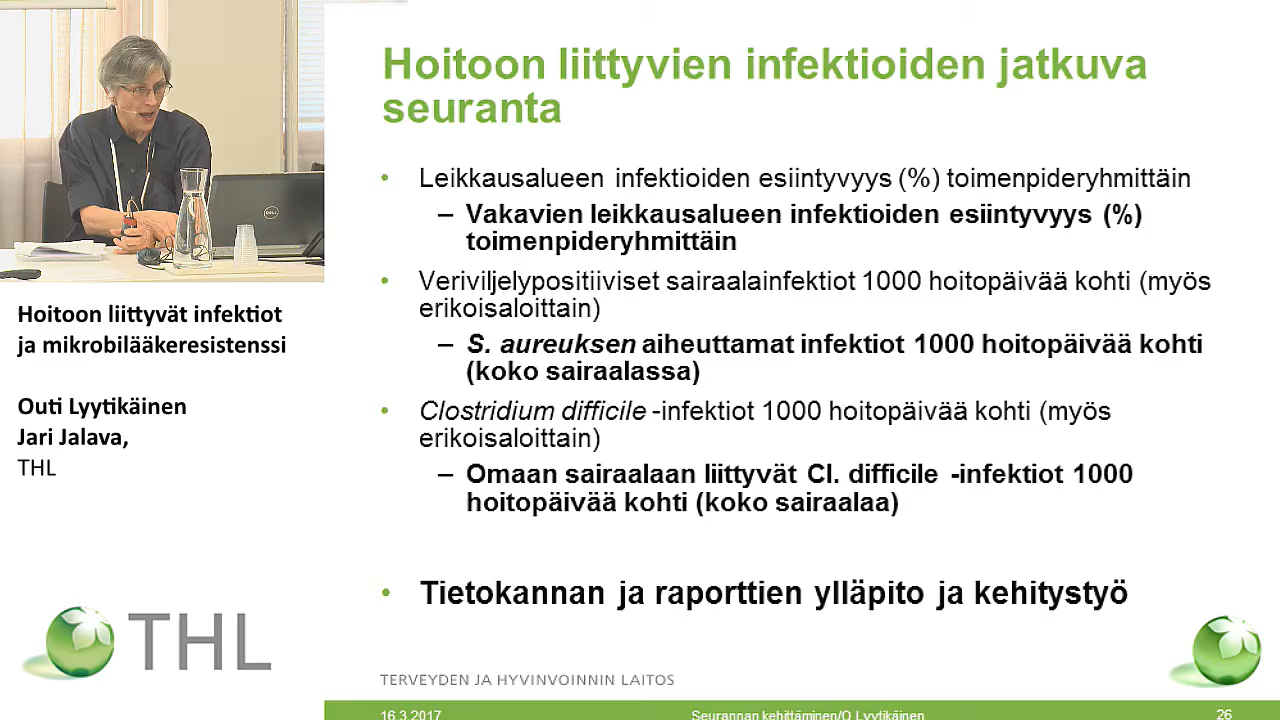 Hoitoon liittyvien infektioiden jatkuva
seuranta
• Leikkausalueen infektioiden esiintyvyys (%) toimenpideryhmittäin
– Vakavien leikkausalueen infektioiden esiintyvyys (%)
toimenpideryhmittäin
• Veriviljelypositiiviset sairaalainfektiot 1000 hoitopäivää kohti (myös
erikoisaloittain)
– S. aureuksen aiheuttamat infektiot 1000 hoitopäivää kohti
(koko sairaalassa)
• Clostridium difficile -infektiot 1000 hoitopäivää kohti (myös
erikoisaloittain)
– Omaan sairaalaan liittyvät Cl. difficile -infektiot 1000
hoitopäivää kohti (koko sairaalaa)
• Tietokannan ja raporttien ylläpito ja kehitystyö
TERVEYDEN JA HYVINVOINNIN LAITOS
16.3.2017 Seurannan kehittäminen/O Lyytikäinen 26
DELL
Hoitoon liittyvät infektiot
ja mikrobilääkeresistenssi
Outi Lyytikäinen
Jari Jalava,
THL
THL